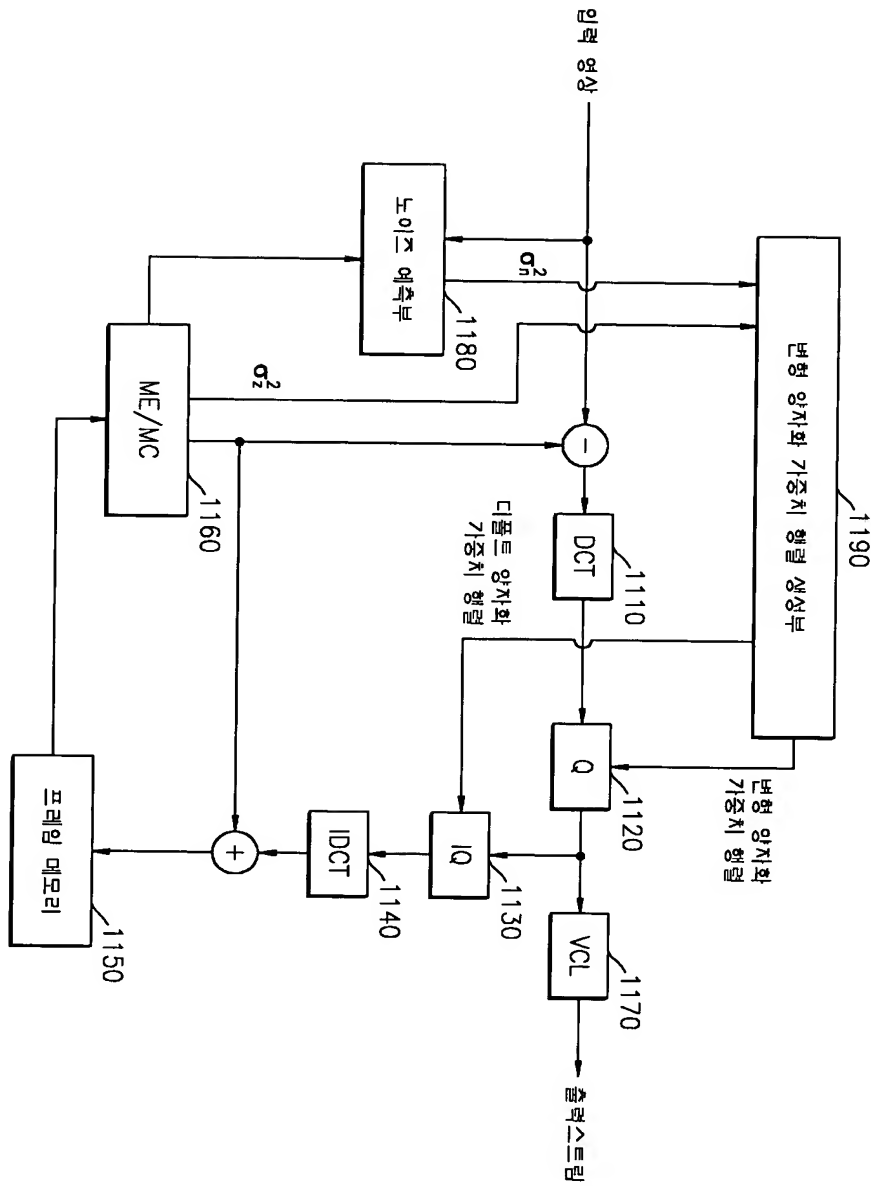 1190
변형 양자화 가중치 행렬 생성부
입력 영상
노이즈 예측부
1180
σn²
σz²
ME/MC
1160
-
DCT
1110
디폴트 양자화
가중치 행렬
변형 양자화
가중치 행렬
Q
1120
IQ
1130
IDCT
1140
+
프레임 메모리
1150
VCL
1170
출력스트림